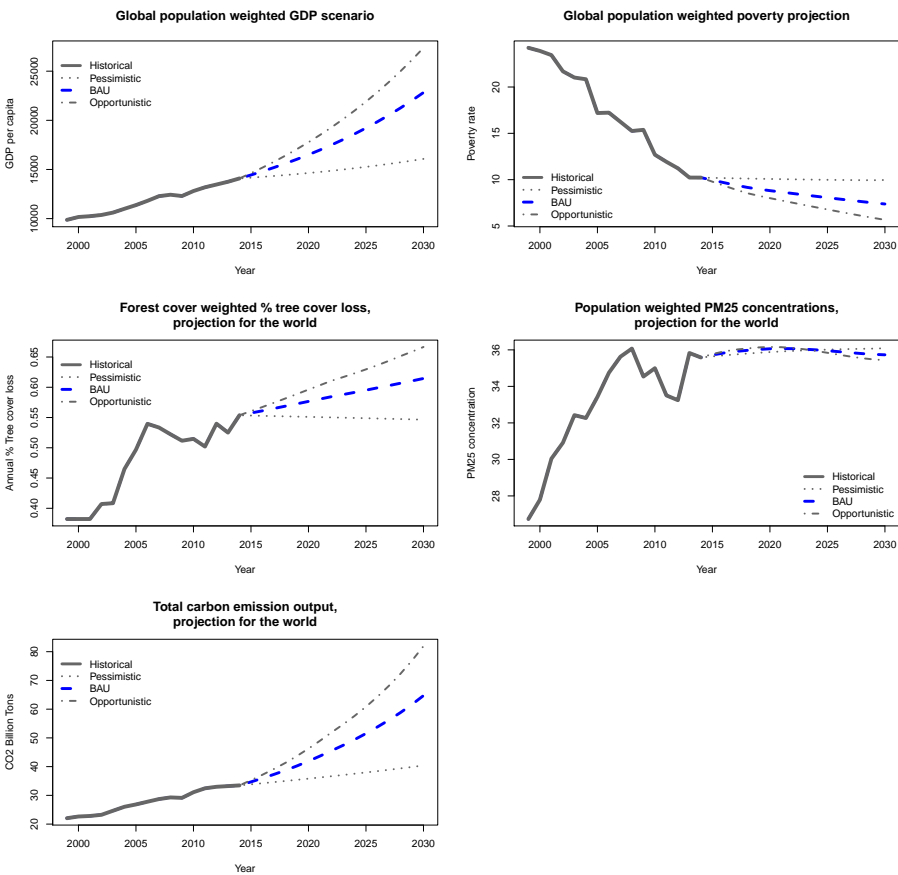 Global population weighted GDP scenario
GDP per capita
25000
20000
15000
10000
Historical
Pessimistic
BAU
Opportunistic
2000 2005 2010 2015 2020 2025 2030
Year
Global population weighted poverty projection
Poverty rate
20
15
10
5
Historical
Pessimistic
BAU
Opportunistic
2000 2005 2010 2015 2020 2025 2030
Year
Forest cover weighted % tree cover loss,
projection for the world
Annual % Tree cover loss
0.65
0.60
0.55
0.50
0.45
0.40
Historical
Pessimistic
BAU
Opportunistic
2000 2005 2010 2015 2020 2025 2030
Year
Population weighted PM25 concentrations,
projection for the world
PM25 concentration
36
34
32
30
28
Historical
Pessimistic
BAU
Opportunistic
2000 2005 2010 2015 2020 2025 2030
Year
Total carbon emission output,
projection for the world
CO2 Billion Tons
80
70
60
50
40
30
20
Historical
Pessimistic
BAU
Opportunistic
2000 2005 2010 2015 2020 2025 2030
Year